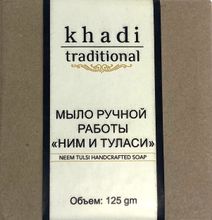 khadi
traditional
МЫЛО РУЧНОЙ
РАБОТЫ
«НИМ И ТУЛАСИ»
NEEM TULSI HANDCRAFTED SOAP
Объем: 125 gm